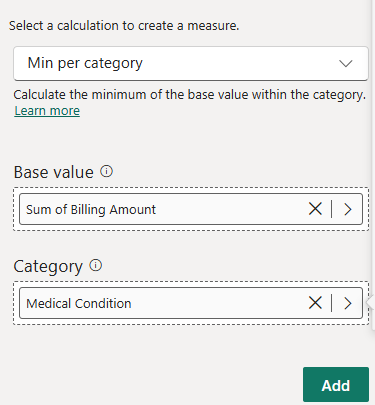 Select a calculation to create a measure.
Min per category
Calculate the minimum of the base value within the category.
Learn more
Base value
Sum of Billing Amount
Category
Medical Condition
Add